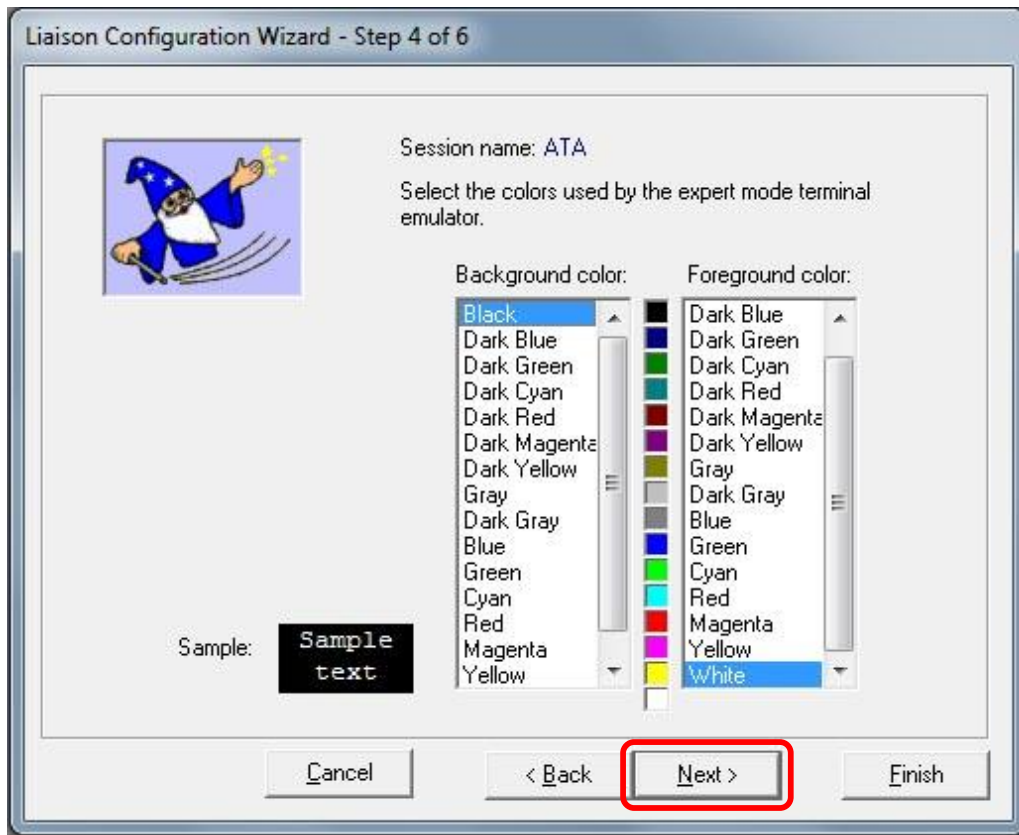 Liaison Configuration Wizard - Step 4 of 6
Session name: ATA
Select the colors used by the expert mode terminal
emulator.
Background color:
Black
Dark Blue
Dark Green
Dark Cyan
Dark Red
Dark Magenta
Dark Yellow
Gray
Dark Gray
Blue
Green
Cyan
Red
Magenta
Yellow
Foreground color:
Dark Blue
Dark Green
Dark Cyan
Dark Red
Dark Magenta
Dark Yellow
Gray
Dark Gray
Blue
Green
Cyan
Red
Magenta
Yellow
White
Sample:
Sample
text
Cancel
< Back
Next >
Finish